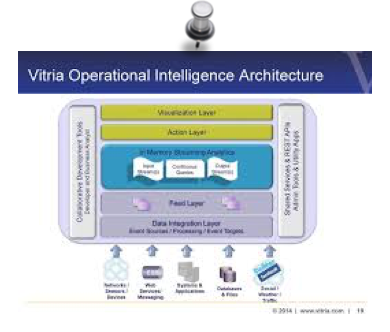 Vitria Operational Intelligence Architecture
Collaborative Development Tools
Developer and Business Analyst
Visualization Layer
Action Layer
In Memory Streaming Analytics
Input
Stream(s)
Continuous
Queries
Output
Stream(s)
Feed Layer
Data Integration Layer
Event Sources / Processing / Event Targets
Shared Services & REST APIs
Admin Tools & Utility Apps
Networks /
Sensors /
Devices
Web
Services/
Messaging
Systems &
Applications
Databases
& Files
Social /
Weather /
Traffic
© 2014 | www.vitria.com | 19